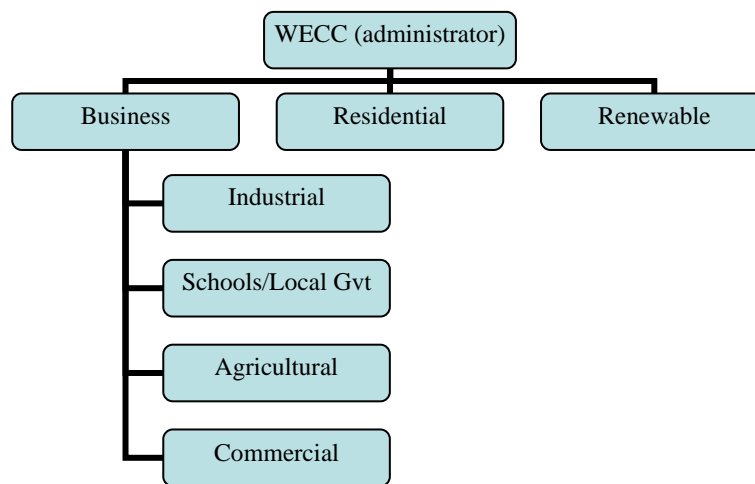 WECC (administrator)
Business
Residential
Renewable
Industrial
Schools/Local Gvt
Agricultural
Commercial